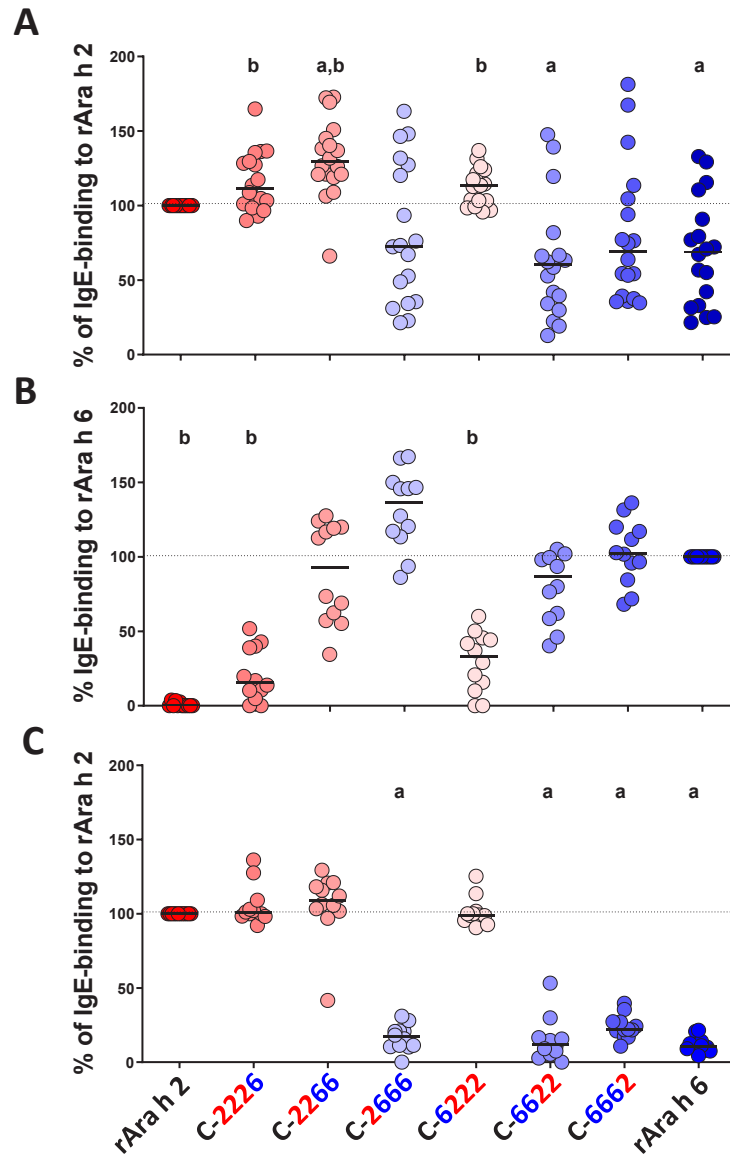 A
% of IgE-binding to rAra h 2
200
150
100
50
0
b
a,b
b
a
a
B
% IgE-binding to rAra h 6
200
150
100
50
0
b
b
b
C
% of IgE-binding to rAra h 2
200
150
100
50
0
a
a
a
a
rAra h 2
C-2226
C-2266
C-2666
C-6222
C-6622
C-6662
rAra h 6